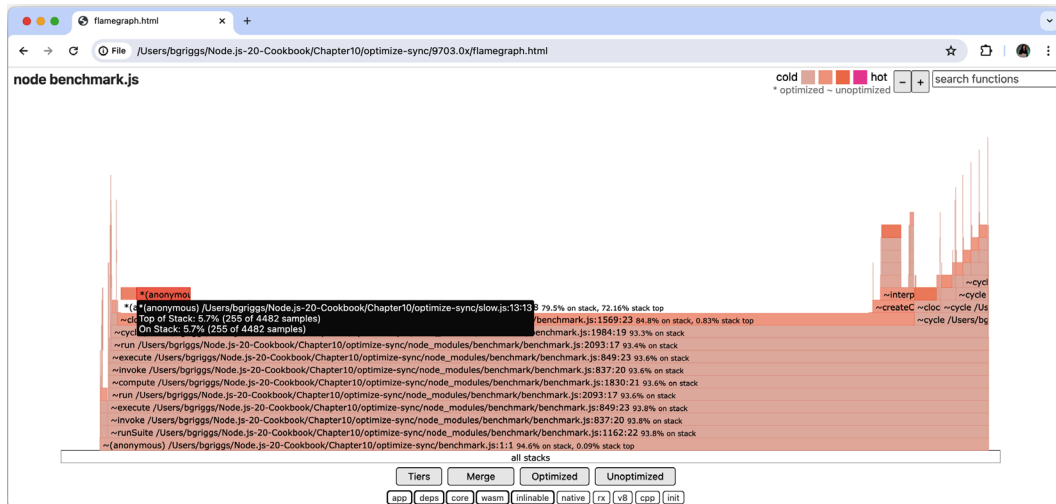 flamegraph.html
File /Users/bgriggs/Node.js-20-Cookbook/Chapter10/optimize-sync/9703.0x/flamegraph.html
node benchmark.js
cold hot
* optimized ~ unoptimized
− + search functions
~cycl
*(anonymou ~interp ~cycle
*(a *(anonymous) /Users/bgriggs/Node.js-20-Cookbook/Chapter10/optimize-sync/slow.js:13:13 79.5% on stack, 72.16% stack top ~createC ~cloc ~cycle /Us
Top of Stack: 5.7% (255 of 4482 samples)
~clo enchmark.js:1569:23 84.8% on stack, 0.83% stack top ~cycle /Users/bg
On Stack: 5.7% (255 of 4482 samples)
~cyc benchmark.js:1984:19 93.3% on stack
~run /Users/bgriggs/Node.js-20-Cookbook/Chapter10/optimize-sync/node_modules/benchmark/benchmark.js:2093:17 93.4% on stack
~execute /Users/bgriggs/Node.js-20-Cookbook/Chapter10/optimize-sync/node_modules/benchmark/benchmark.js:849:23 93.6% on stack
~invoke /Users/bgriggs/Node.js-20-Cookbook/Chapter10/optimize-sync/node_modules/benchmark/benchmark.js:837:20 93.6% on stack
~compute /Users/bgriggs/Node.js-20-Cookbook/Chapter10/optimize-sync/node_modules/benchmark/benchmark.js:1830:21 93.6% on stack
~run /Users/bgriggs/Node.js-20-Cookbook/Chapter10/optimize-sync/node_modules/benchmark/benchmark.js:2093:17 93.6% on stack
~execute /Users/bgriggs/Node.js-20-Cookbook/Chapter10/optimize-sync/node_modules/benchmark/benchmark.js:849:23 93.8% on stack
~invoke /Users/bgriggs/Node.js-20-Cookbook/Chapter10/optimize-sync/node_modules/benchmark/benchmark.js:837:20 93.8% on stack
~runSuite /Users/bgriggs/Node.js-20-Cookbook/Chapter10/optimize-sync/node_modules/benchmark/benchmark.js:1162:22 93.8% on stack
~(anonymous) /Users/bgriggs/Node.js-20-Cookbook/Chapter10/optimize-sync/benchmark.js:1:1 94.6% on stack, 0.09% stack top
all stacks
Tiers Merge Optimized Unoptimized
app deps core wasm inlinable native rx v8 cpp init